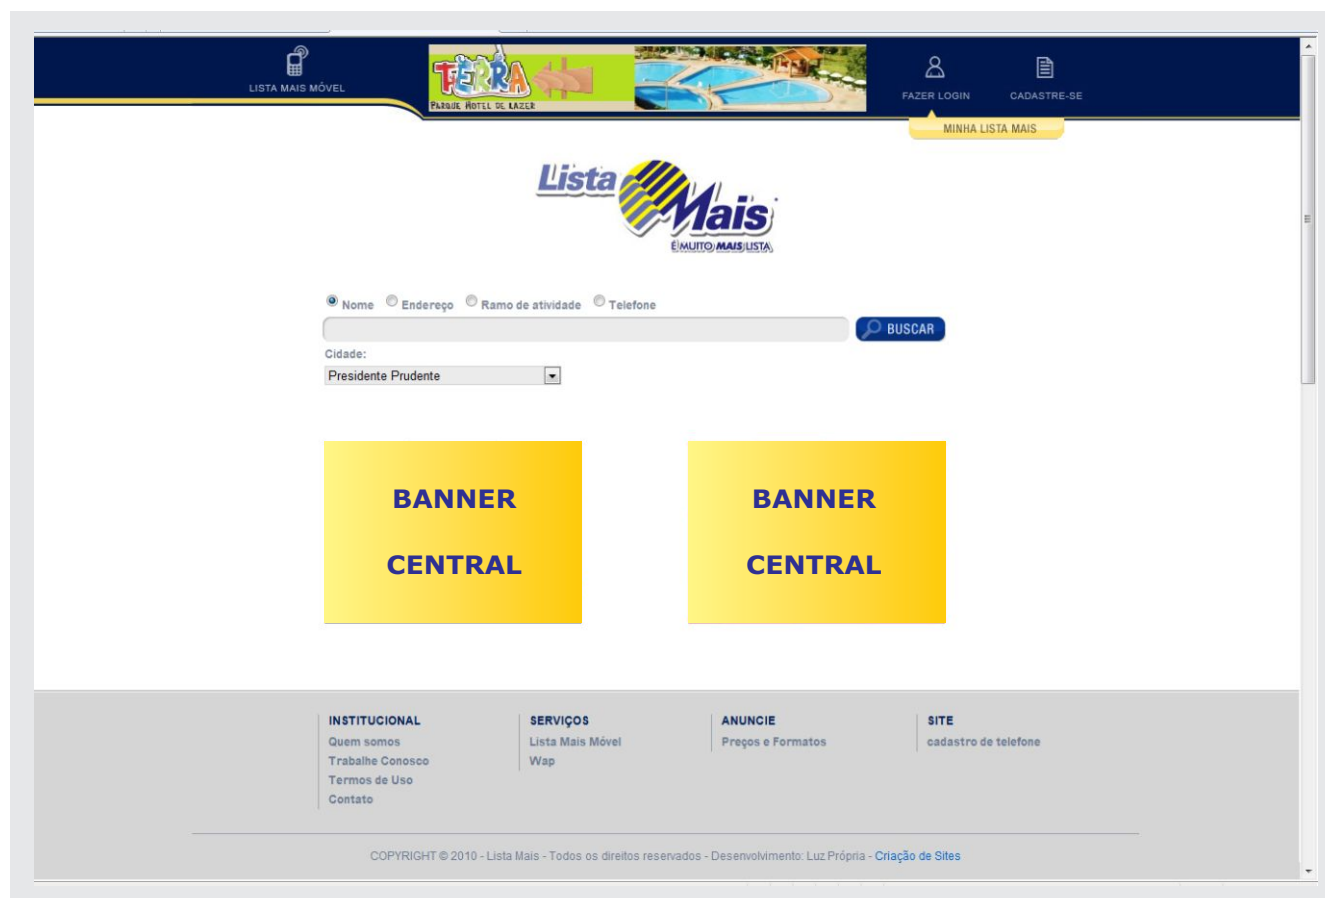 LISTA MAIS MÓVEL
TERRA
PARQUE HOTEL DE LAZER
FAZER LOGIN
CADASTRE-SE
MINHA LISTA MAIS
Lista
Mais
É MUITO MAIS LISTA
Nome Endereço Ramo de atividade Telefone
BUSCAR
Cidade:
Presidente Prudente
BANNER
CENTRAL
BANNER
CENTRAL
INSTITUCIONAL
Quem somos
Trabalhe Conosco
Termos de Uso
Contato
SERVIÇOS
Lista Mais Móvel
Wap
ANUNCIE
Preços e Formatos
SITE
cadastro de telefone
COPYRIGHT © 2010 - Lista Mais - Todos os direitos reservados - Desenvolvimento: Luz Própria - Criação de Sites